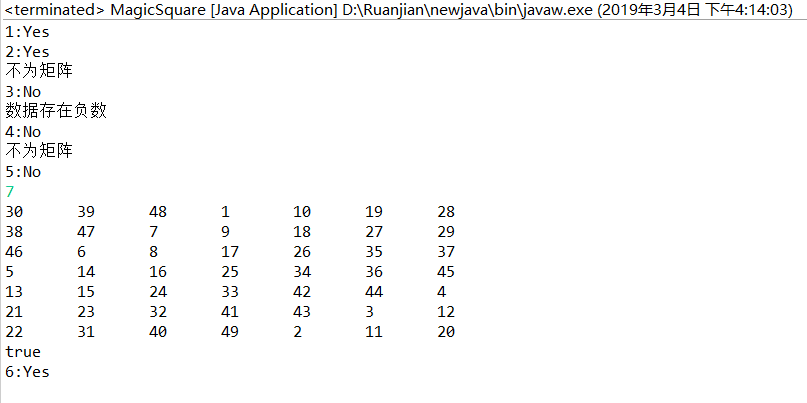 <terminated> MagicSquare [Java Application] D:\Ruanjian\newjava\bin\javaw.exe (2019年3月4日 下午4:14:03)
1:Yes
2:Yes
不为矩阵
3:No
数据存在负数
4:No
不为矩阵
5:No
7
30 39 48 1 10 19 28
38 47 7 9 18 27 29
46 6 8 17 26 35 37
5 14 16 25 34 36 45
13 15 24 33 42 44 4
21 23 32 41 43 3 12
22 31 40 49 2 11 20
true
6:Yes